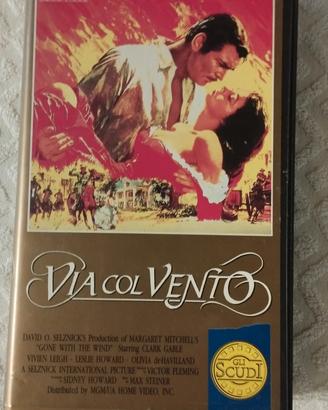 VIA COL VENTO
DAVID O. SELZNICK'S Production of MARGARET MITCHELL'S
"GONE WITH THE WIND" Starring CLARK GABLE
VIVIEN LEIGH · LESLIE HOWARD · OLIVIA deHAVILLAND
A SELZNICK INTERNATIONAL PICTURE VICTOR FLEMING
SIDNEY HOWARD MAX STEINER
Distributed by MGM/UA HOME VIDEO, INC.
GLI
SCUDI